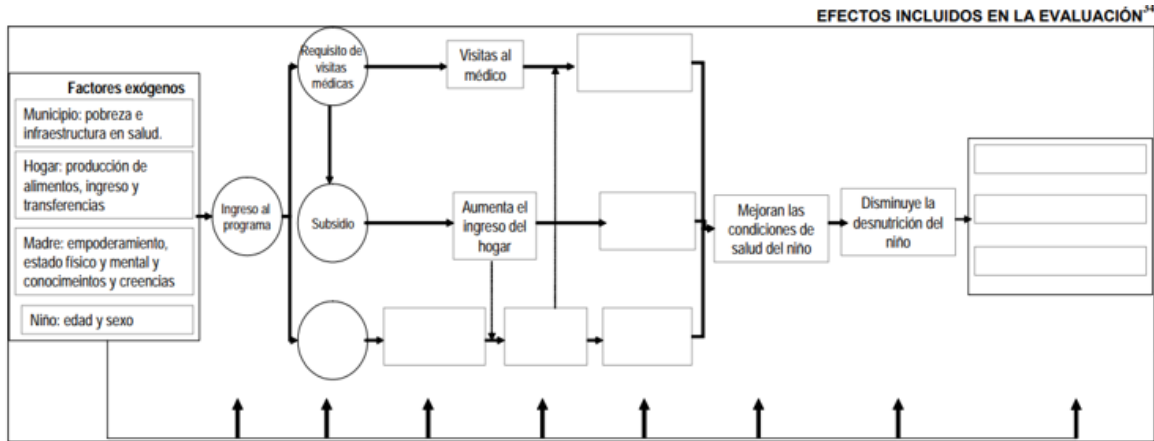 EFECTOS INCLUIDOS EN LA EVALUACIÓN³⁴
Factores exógenos
Municipio: pobreza e
infraestructura en salud.
Hogar: producción de
alimentos, ingreso y
transferencias
Madre: empoderamiento,
estado físico y mental y
conocimeintos y creencias
Niño: edad y sexo
Ingreso al
programa
Requisito de
visitas
médicas
Subsidio
Visitas al
médico
Aumenta el
ingreso del
hogar
Mejoran las
condiciones de
salud del niño
Disminuye la
desnutrición del
niño